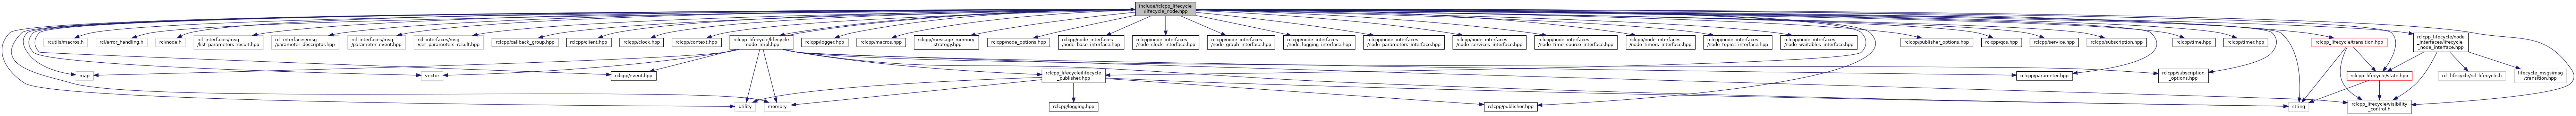 include/rclcpp_lifecycle
/lifecycle_node.hpp
rcutils/macros.h
rcl/error_handling.h
rcl/node.h
rcl_interfaces/msg
/list_parameters_result.hpp
rcl_interfaces/msg
/parameter_descriptor.hpp
rcl_interfaces/msg
/parameter_event.hpp
rcl_interfaces/msg
/set_parameters_result.hpp
rclcpp/callback_group.hpp
rclcpp/client.hpp
rclcpp/clock.hpp
rclcpp/context.hpp
rclcpp_lifecycle/lifecycle
_node_impl.hpp
rclcpp/logger.hpp
rclcpp/macros.hpp
rclcpp/message_memory
_strategy.hpp
rclcpp/node_options.hpp
rclcpp/node_interfaces
/node_base_interface.hpp
rclcpp/node_interfaces
/node_clock_interface.hpp
rclcpp/node_interfaces
/node_graph_interface.hpp
rclcpp/node_interfaces
/node_logging_interface.hpp
rclcpp/node_interfaces
/node_parameters_interface.hpp
rclcpp/node_interfaces
/node_services_interface.hpp
rclcpp/node_interfaces
/node_time_source_interface.hpp
rclcpp/node_interfaces
/node_timers_interface.hpp
rclcpp/node_interfaces
/node_topics_interface.hpp
rclcpp/node_interfaces
/node_waitables_interface.hpp
rclcpp/publisher_options.hpp
rclcpp/qos.hpp
rclcpp/service.hpp
rclcpp/subscription.hpp
rclcpp/time.hpp
rclcpp/timer.hpp
rclcpp_lifecycle/transition.hpp
rclcpp_lifecycle/node
_interfaces/lifecycle
_node_interface.hpp
map
vector
rclcpp/event.hpp
rclcpp_lifecycle/lifecycle
_publisher.hpp
rclcpp/parameter.hpp
rclcpp/subscription
_options.hpp
rclcpp_lifecycle/state.hpp
rcl_lifecycle/rcl_lifecycle.h
lifecycle_msgs/msg
/transition.hpp
utility
memory
rclcpp/logging.hpp
rclcpp/publisher.hpp
string
rclcpp_lifecycle/visibility
_control.h